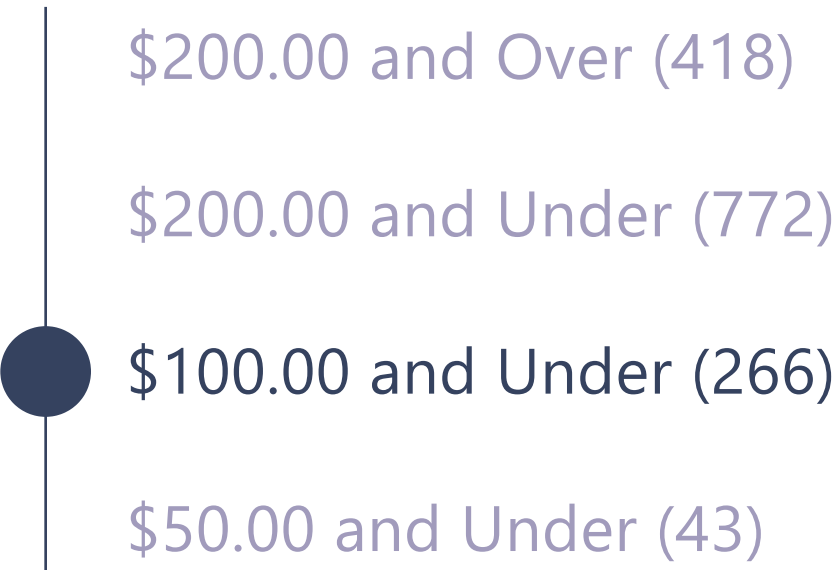 $200.00 and Over (418)
$200.00 and Under (772)
$100.00 and Under (266)
$50.00 and Under (43)